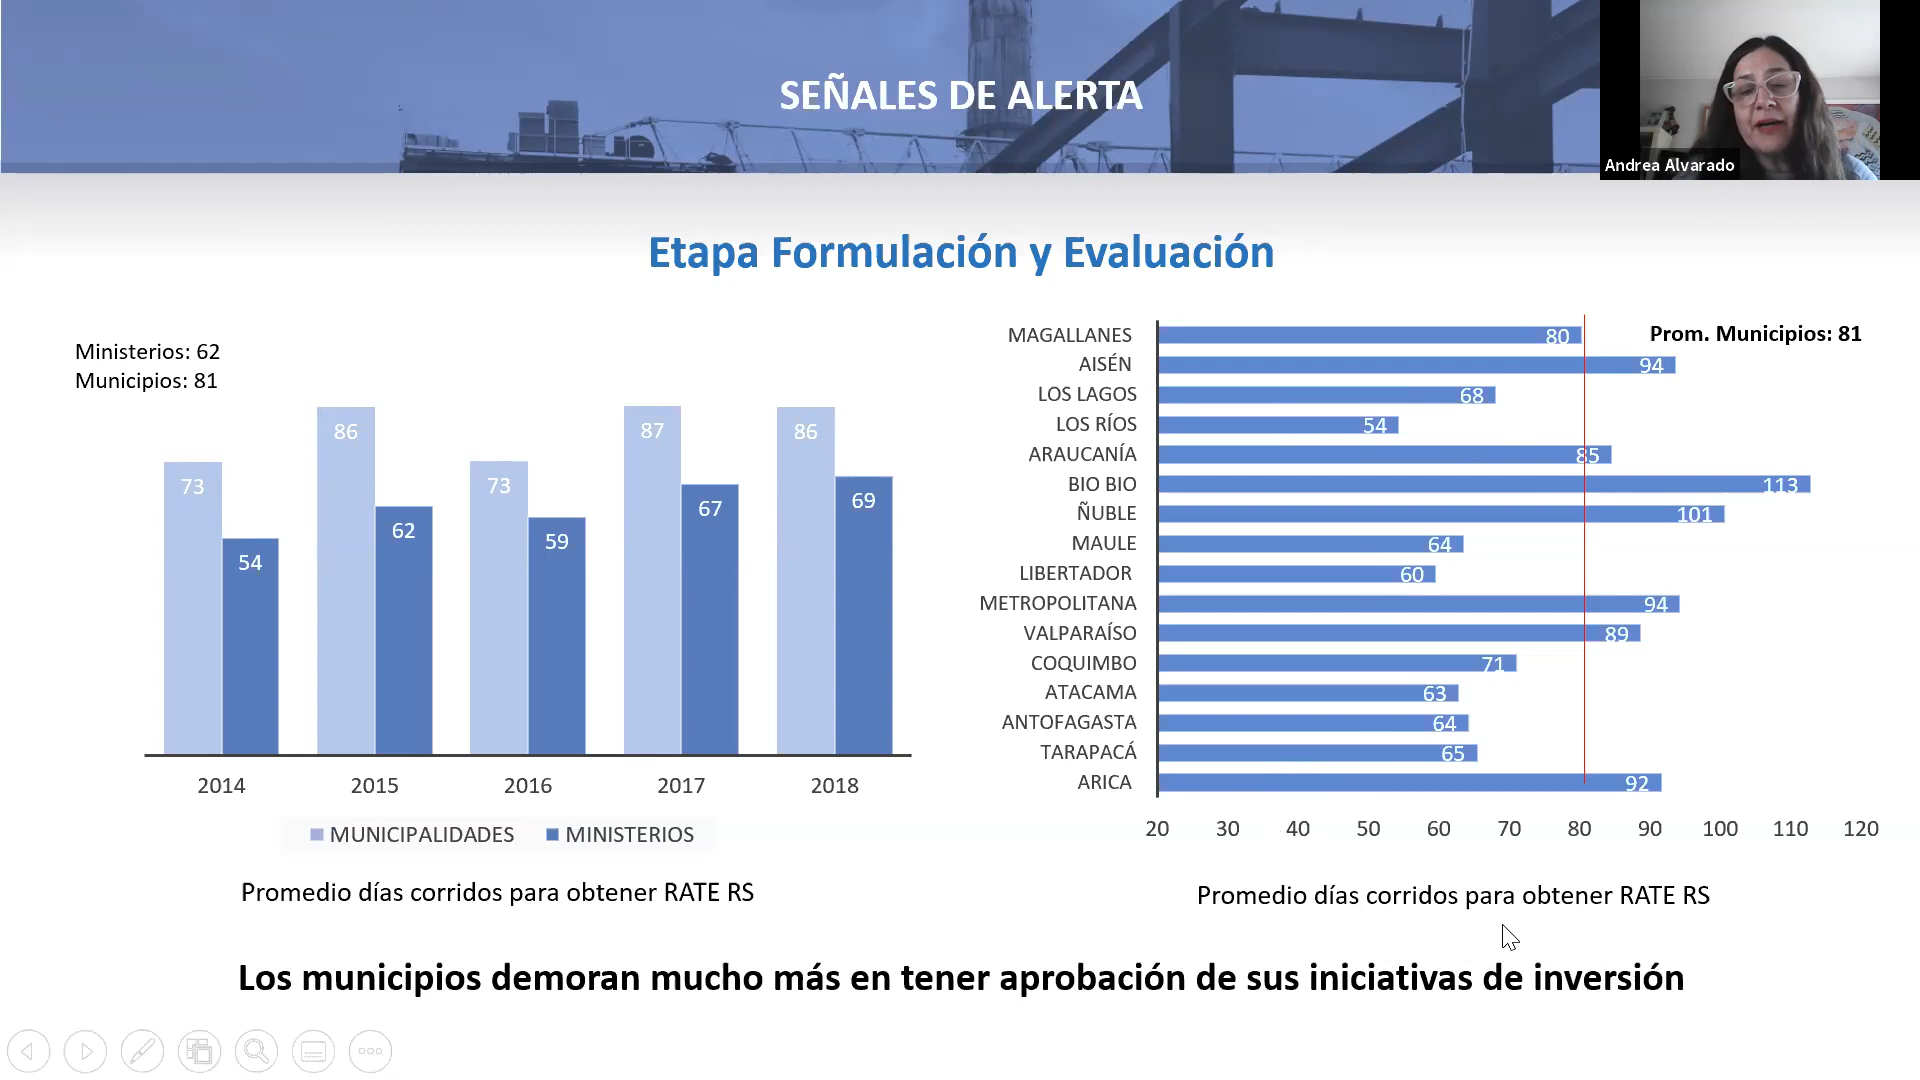 SEÑALES DE ALERTA
Andrea Alvarado
Etapa Formulación y Evaluación
Ministerios: 62
Municipios: 81
73
54
86
62
73
59
87
67
86
69
2014
2015
2016
2017
2018
MUNICIPALIDADES
MINISTERIOS
Promedio días corridos para obtener RATE RS
Prom. Municipios: 81
MAGALLANES 80
AISÉN 94
LOS LAGOS 68
LOS RÍOS 54
ARAUCANÍA 85
BIO BIO 113
ÑUBLE 101
MAULE 64
LIBERTADOR 60
METROPOLITANA 94
VALPARAÍSO 89
COQUIMBO 71
ATACAMA 63
ANTOFAGASTA 64
TARAPACÁ 65
ARICA 92
20 30 40 50 60 70 80 90 100 110 120
Promedio días corridos para obtener RATE RS
Los municipios demoran mucho más en tener aprobación de sus iniciativas de inversión